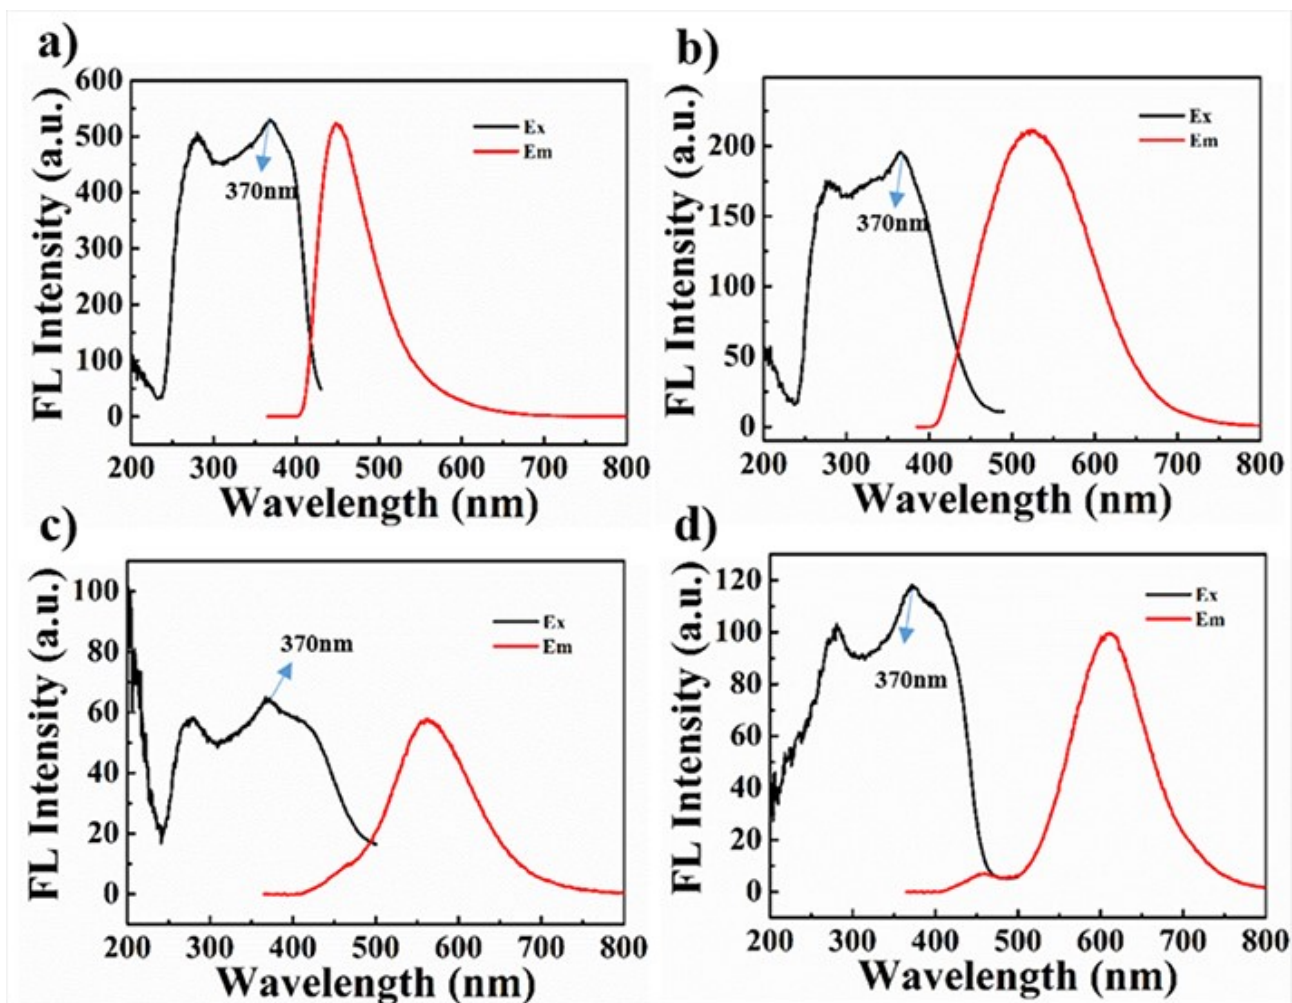 a)
FL Intensity (a.u.)
600
500
400
300
200
100
0
Ex
Em
370nm
200 300 400 500 600 700 800
Wavelength (nm)
b)
FL Intensity (a.u.)
200
150
100
50
0
Ex
Em
370nm
200 300 400 500 600 700 800
Wavelength (nm)
c)
FL Intensity (a.u.)
100
80
60
40
20
0
Ex
Em
370nm
200 300 400 500 600 700 800
Wavelength (nm)
d)
FL Intensity (a.u.)
120
100
80
60
40
20
0
Ex
Em
370nm
200 300 400 500 600 700 800
Wavelength (nm)